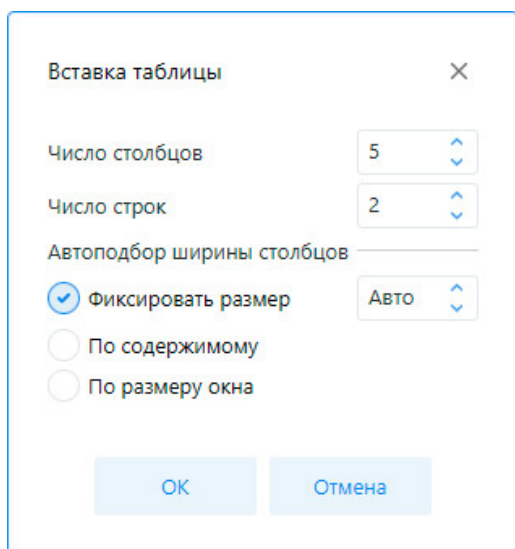 Вставка таблицы
Число столбцов 5
Число строк 2
Автоподбор ширины столбцов
Фиксировать размер Авто
По содержимому
По размеру окна
ОК Отмена